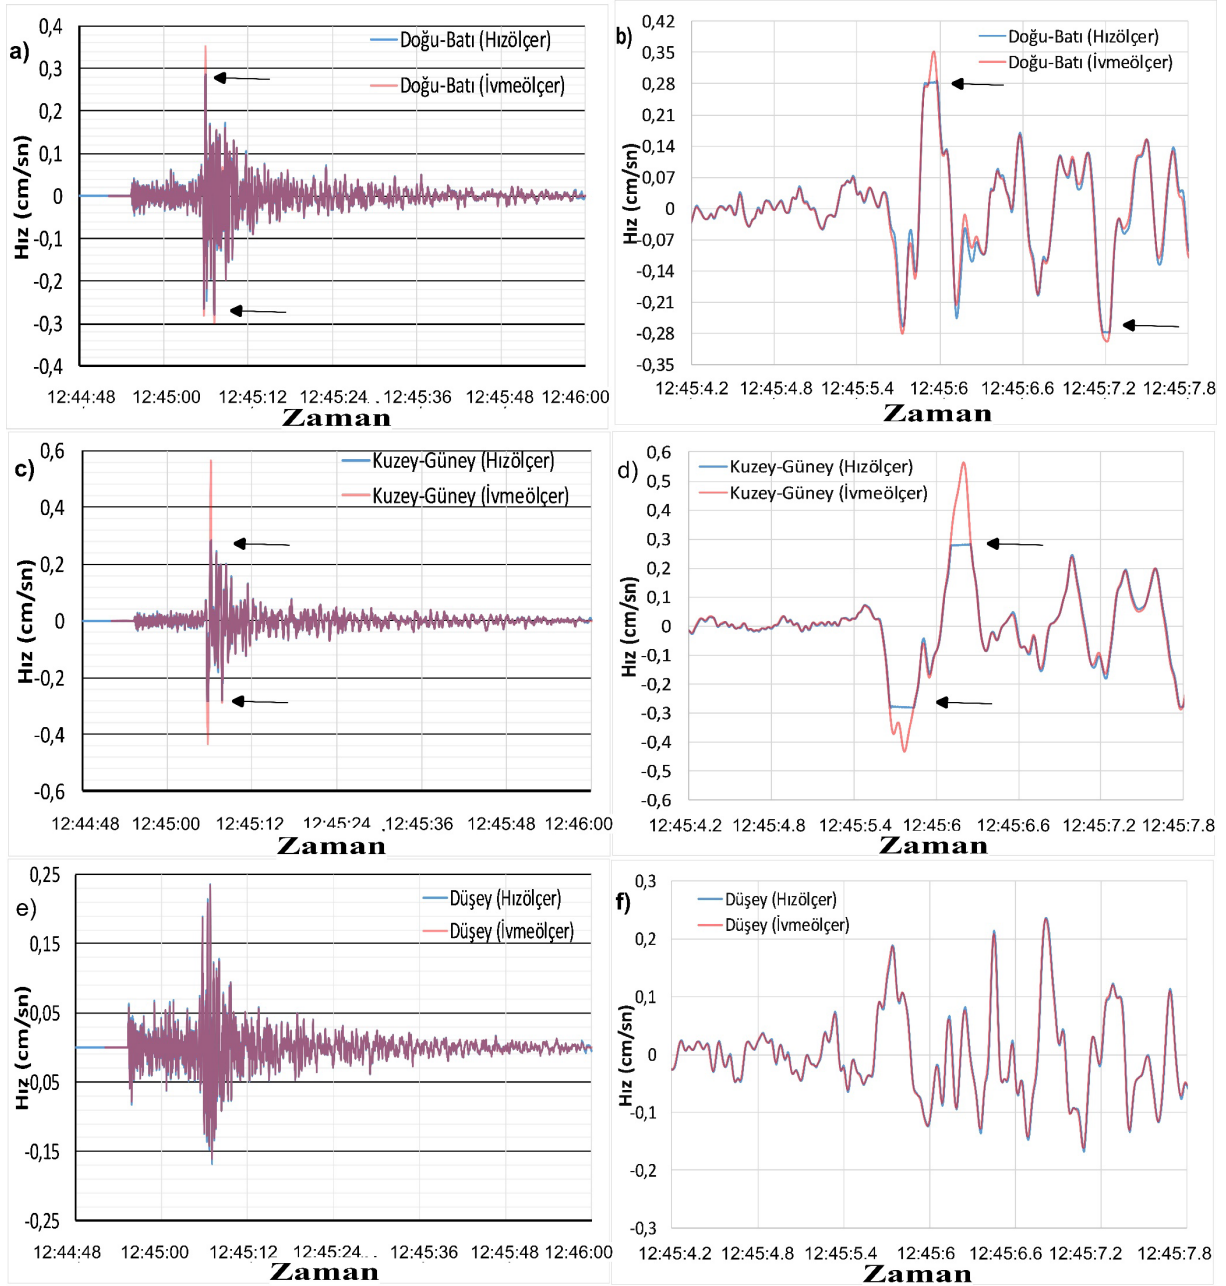 a)
Doğu-Batı (Hızölçer)
Doğu-Batı (İvmeölçer)
0,4
0,3
0,2
0,1
0
-0,1
-0,2
-0,3
-0,4
Hız (cm/sn)
12:44:48 12:45:00 12:45:12 12:45:24 12:45:36 12:45:48 12:46:00
Zaman
b)
Doğu-Batı (Hızölçer)
Doğu-Batı (İvmeölçer)
0,42
0,35
0,28
0,21
0,14
0,07
0
-0,07
-0,14
-0,21
-0,28
-0,35
Hız (cm/sn)
12:45:4.2 12:45:4.8 12:45:5.4 12:45:6 12:45:6.6 12:45:7.2 12:45:7.8
Zaman
c)
Kuzey-Güney (Hızölçer)
Kuzey-Güney (İvmeölçer)
0,6
0,4
0,2
0
-0,2
-0,4
-0,6
Hız (cm/sn)
12:44:48 12:45:00 12:45:12 12:45:24 12:45:36 12:45:48 12:46:00
Zaman
d)
Kuzey-Güney (Hızölçer)
Kuzey-Güney (İvmeölçer)
0,6
0,5
0,4
0,3
0,2
0,1
0
-0,1
-0,2
-0,3
-0,4
-0,5
-0,6
Hız (cm/sn)
12:45:4.2 12:45:4.8 12:45:5.4 12:45:6 12:45:6.6 12:45:7.2 12:45:7.8
Zaman
e)
Düşey (Hızölçer)
Düşey (İvmeölçer)
0,25
0,15
0,05
-0,05
-0,15
-0,25
Hız (cm/sn)
12:44:48 12:45:00 12:45:12 12:45:24 12:45:36 12:45:48 12:46:00
Zaman
f)
Düşey (Hızölçer)
Düşey (İvmeölçer)
0,3
0,2
0,1
0
-0,1
-0,2
-0,3
Hız (cm/sn)
12:45:4.2 12:45:4.8 12:45:5.4 12:45:6 12:45:6.6 12:45:7.2 12:45:7.8
Zaman